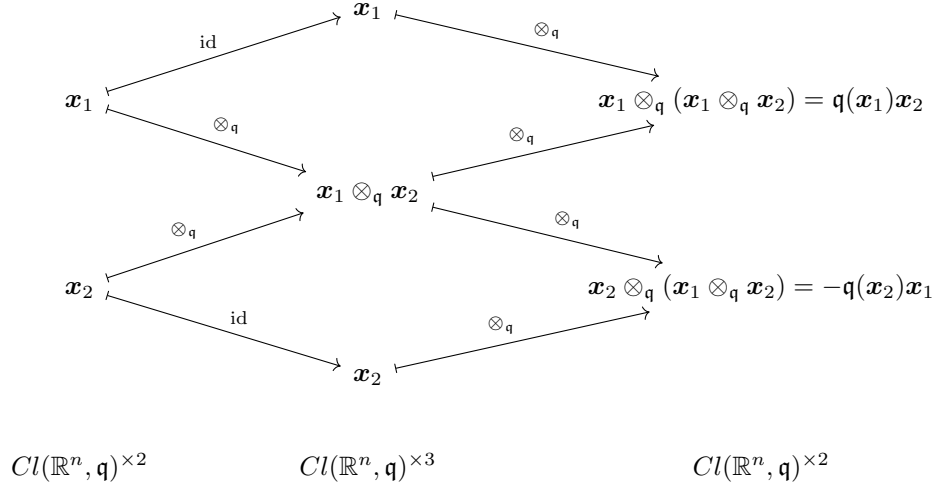 𝒙₁
id
⊗_𝔮
𝒙₁
⊗_𝔮
𝒙₁ ⊗_𝔮 (𝒙₁ ⊗_𝔮 𝒙₂) = 𝔮(𝒙₁)𝒙₂
⊗_𝔮
𝒙₁ ⊗_𝔮 𝒙₂
⊗_𝔮
⊗_𝔮
𝒙₂
𝒙₂ ⊗_𝔮 (𝒙₁ ⊗_𝔮 𝒙₂) = −𝔮(𝒙₂)𝒙₁
id
⊗_𝔮
𝒙₂
Cl(ℝⁿ, 𝔮)^{×2} Cl(ℝⁿ, 𝔮)^{×3} Cl(ℝⁿ, 𝔮)^{×2}